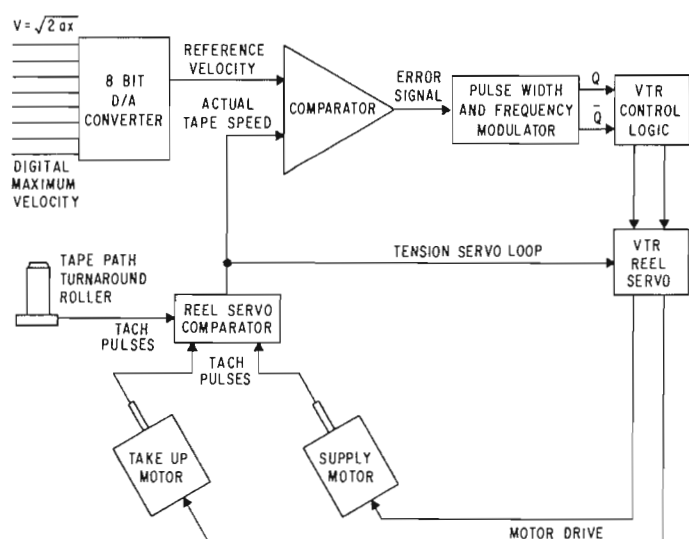 V=√2ax
8 BIT
D/A
CONVERTER
DIGITAL
MAXIMUM
VELOCITY
REFERENCE
VELOCITY
ACTUAL
TAPE SPEED
COMPARATOR
ERROR
SIGNAL
PULSE WIDTH
AND FREQUENCY
MODULATOR
Q
Q̅
VTR
CONTROL
LOGIC
TAPE PATH
TURNAROUND
ROLLER
TENSION SERVO LOOP
VTR
REEL
SERVO
REEL SERVO
COMPARATOR
TACH
PULSES
TACH
PULSES
TAKE UP
MOTOR
SUPPLY
MOTOR
MOTOR DRIVE